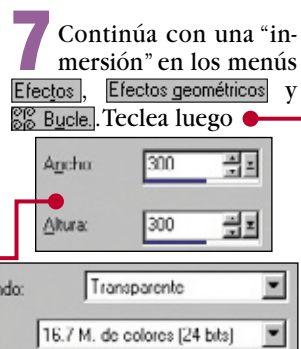 7 Continúa con una “in-
mersión” en los menús
Efectos, Efectos geométricos y
Bucle.. Teclea luego
Ancho: 300
Altura: 300
ndo: Transparente
16.7 M. de colores (24 bits)